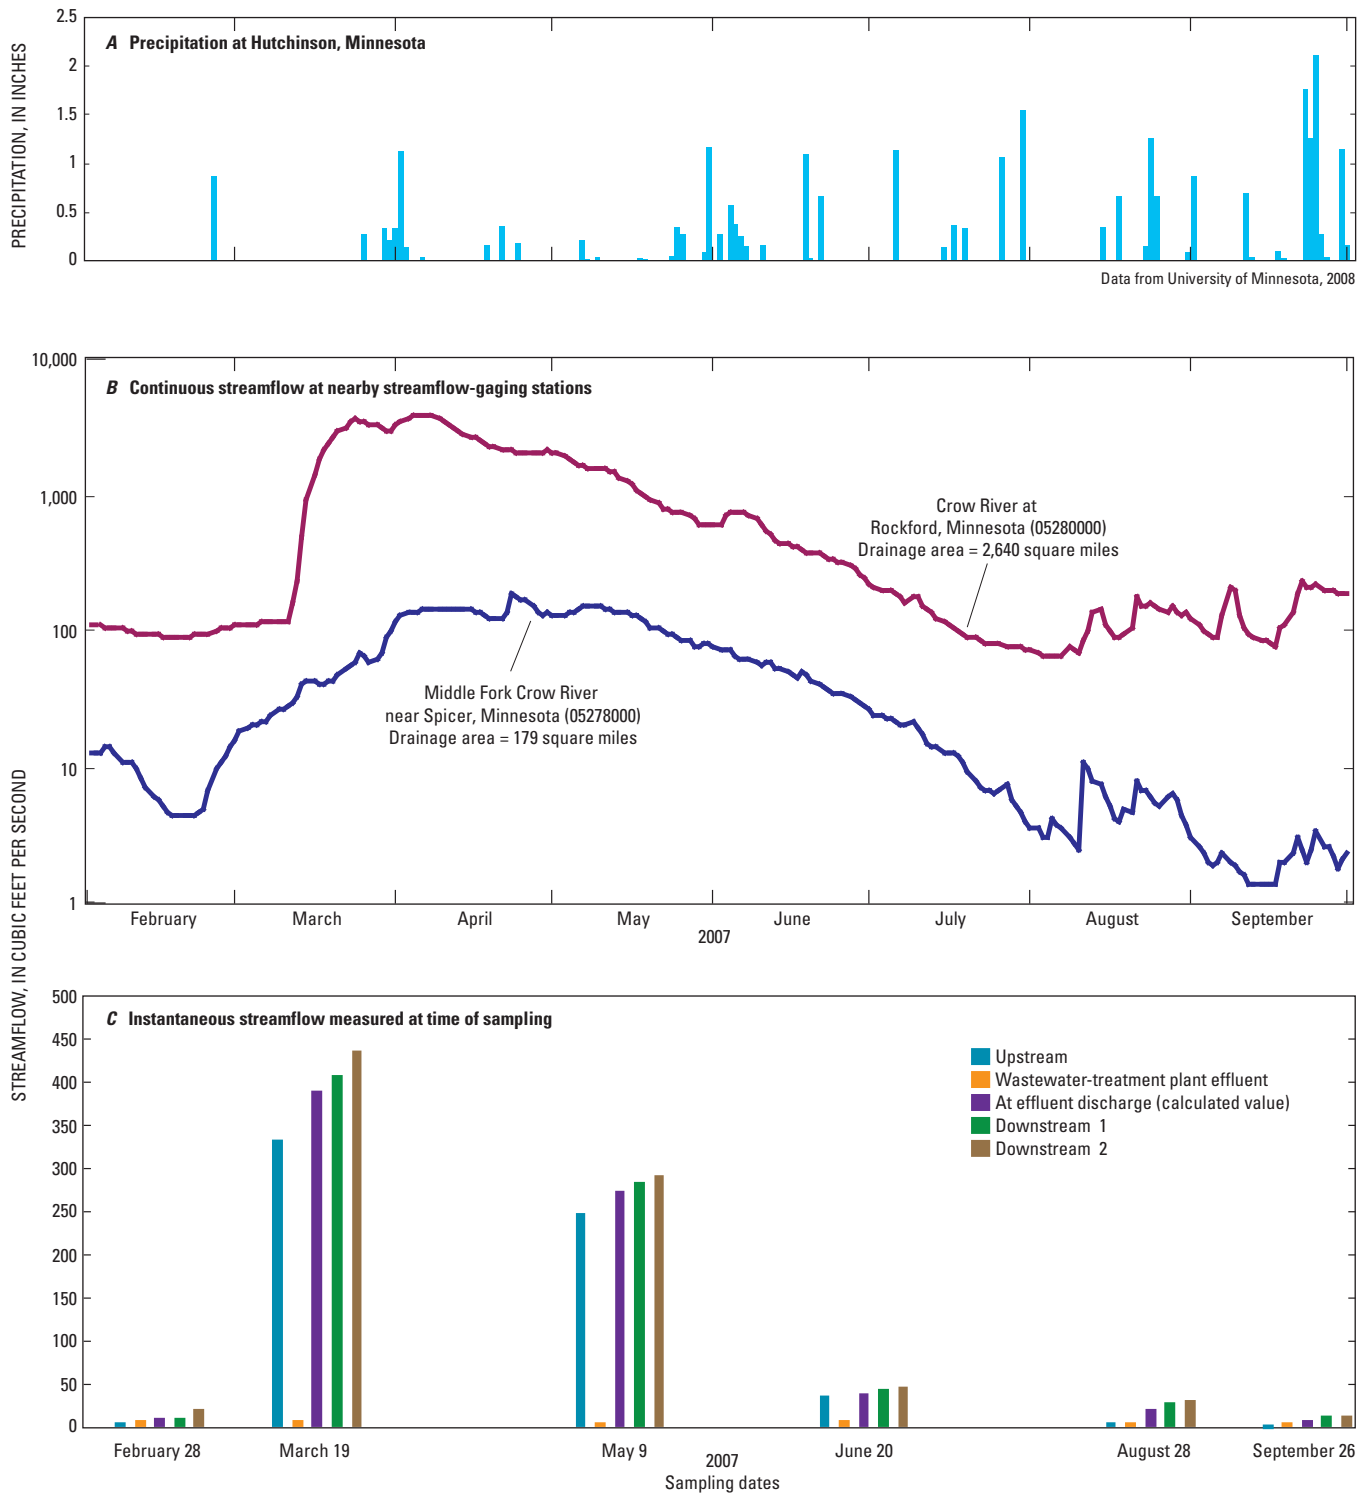 A Precipitation at Hutchinson, Minnesota
PRECIPITATION, IN INCHES
2.5
2
1.5
1
0.5
0
Data from University of Minnesota, 2008
B Continuous streamflow at nearby streamflow-gaging stations
STREAMFLOW, IN CUBIC FEET PER SECOND
10,000
1,000
100
10
1
Crow River at
Rockford, Minnesota (05280000)
Drainage area = 2,640 square miles
Middle Fork Crow River
near Spicer, Minnesota (05278000)
Drainage area = 179 square miles
February March April May June July August September
2007
C Instantaneous streamflow measured at time of sampling
500
450
400
350
300
250
200
150
100
50
0
Upstream
Wastewater-treatment plant effluent
At effluent discharge (calculated value)
Downstream 1
Downstream 2
February 28 March 19 May 9 June 20 August 28 September 26
2007
Sampling dates